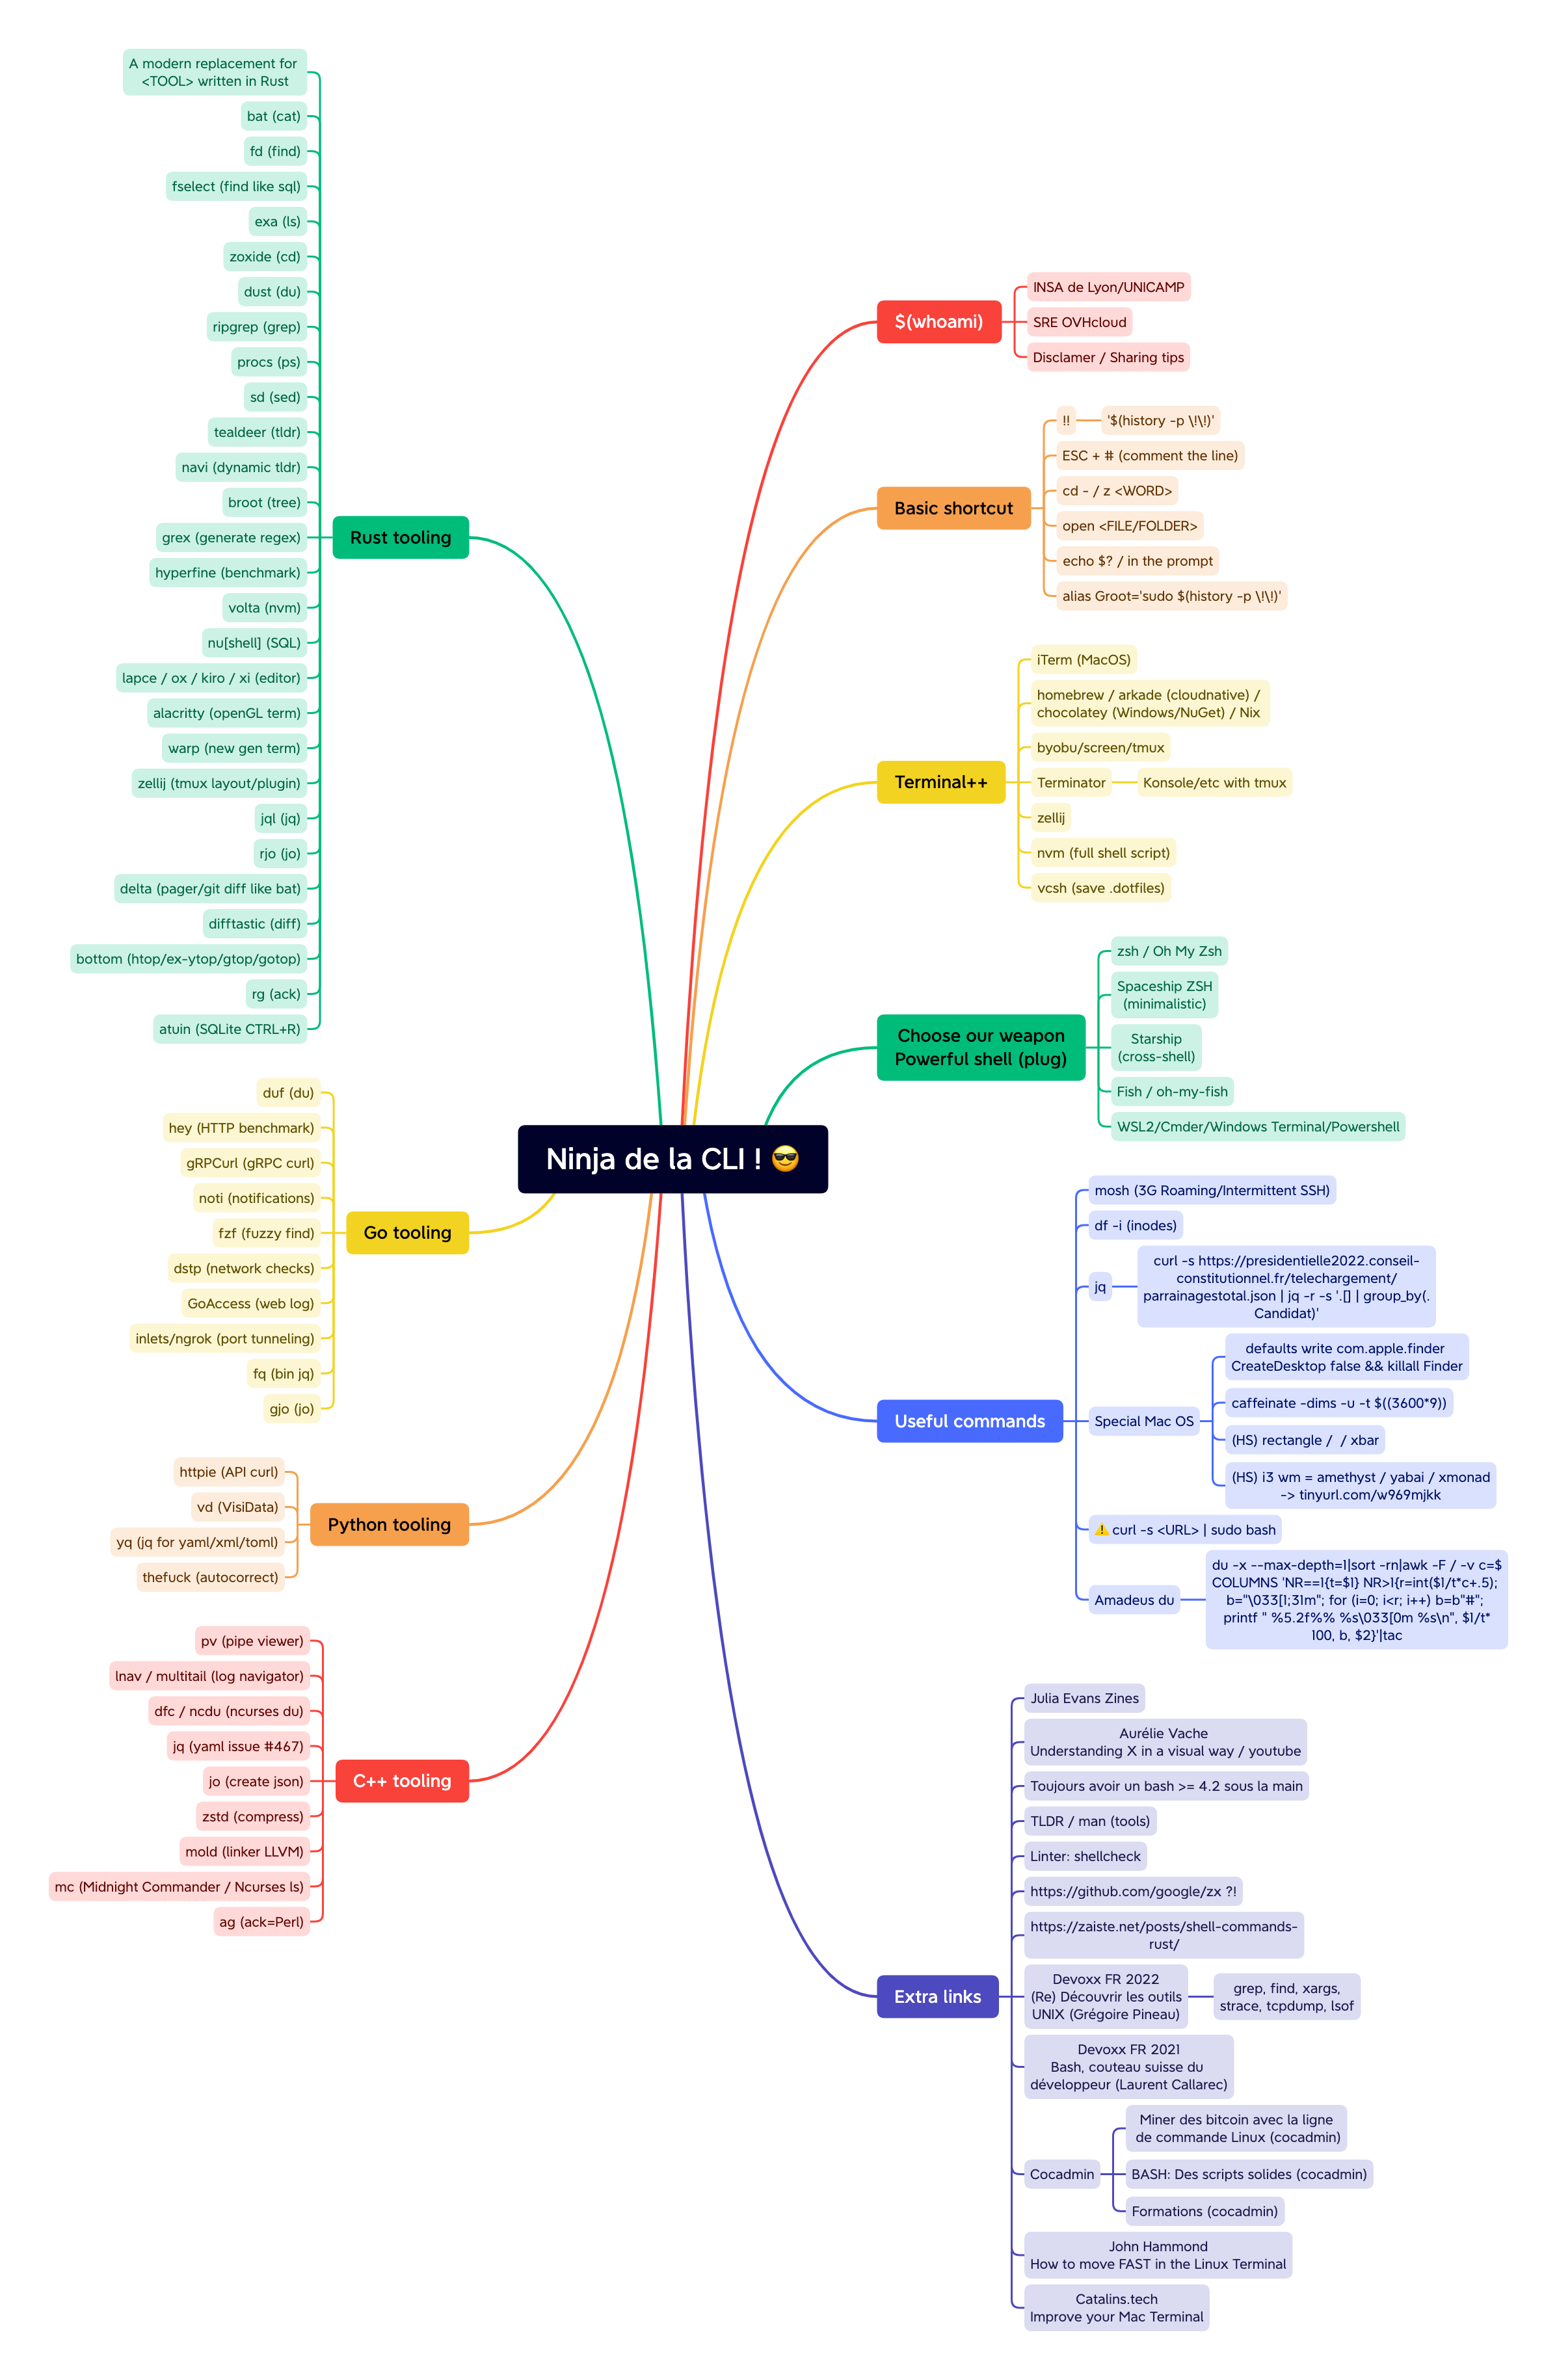 Ninja de la CLI ! 😎
$(whoami)
INSA de Lyon/UNICAMP
SRE OVHcloud
Disclamer / Sharing tips
Basic shortcut
!!
'$(history -p \!\!)'
ESC + # (comment the line)
cd - / z <WORD>
open <FILE/FOLDER>
echo $? / in the prompt
alias Groot='sudo $(history -p \!\!)'
Terminal++
iTerm (MacOS)
homebrew / arkade (cloudnative) /
chocolatey (Windows/NuGet) / Nix
byobu/screen/tmux
Terminator
Konsole/etc with tmux
zellij
nvm (full shell script)
vcsh (save .dotfiles)
Choose our weapon
Powerful shell (plug)
zsh / Oh My Zsh
Spaceship ZSH
(minimalistic)
Starship
(cross-shell)
Fish / oh-my-fish
WSL2/Cmder/Windows Terminal/Powershell
Useful commands
mosh (3G Roaming/Intermittent SSH)
df -i (inodes)
jq
curl -s https://presidentielle2022.conseil-
constitutionnel.fr/telechargement/
parrainagestotal.json | jq -r -s '.[] | group_by(.
Candidat)'
Special Mac OS
defaults write com.apple.finder
CreateDesktop false && killall Finder
caffeinate -dims -u -t $((3600*9))
(HS) rectangle /  / xbar
(HS) i3 wm = amethyst / yabai / xmonad
-> tinyurl.com/w969mjkk
⚠️ curl -s <URL> | sudo bash
Amadeus du
du -x --max-depth=1|sort -rn|awk -F / -v c=$
COLUMNS 'NR==1{t=$1} NR>1{r=int($1/t*c+.5);
b="\033[1;31m"; for (i=0; i<r; i++) b=b"#";
printf " %5.2f%% %s\033[0m %s\n", $1/t*
100, b, $2}'|tac
Extra links
Julia Evans Zines
Aurélie Vache
Understanding X in a visual way / youtube
Toujours avoir un bash >= 4.2 sous la main
TLDR / man (tools)
Linter: shellcheck
https://github.com/google/zx ?!
https://zaiste.net/posts/shell-commands-
rust/
Devoxx FR 2022
(Re) Découvrir les outils
UNIX (Grégoire Pineau)
grep, find, xargs,
strace, tcpdump, lsof
Devoxx FR 2021
Bash, couteau suisse du
développeur (Laurent Callarec)
Cocadmin
Miner des bitcoin avec la ligne
de commande Linux (cocadmin)
BASH: Des scripts solides (cocadmin)
Formations (cocadmin)
John Hammond
How to move FAST in the Linux Terminal
Catalins.tech
Improve your Mac Terminal
Rust tooling
A modern replacement for
<TOOL> written in Rust
bat (cat)
fd (find)
fselect (find like sql)
exa (ls)
zoxide (cd)
dust (du)
ripgrep (grep)
procs (ps)
sd (sed)
tealdeer (tldr)
navi (dynamic tldr)
broot (tree)
grex (generate regex)
hyperfine (benchmark)
volta (nvm)
nu[shell] (SQL)
lapce / ox / kiro / xi (editor)
alacritty (openGL term)
warp (new gen term)
zellij (tmux layout/plugin)
jql (jq)
rjo (jo)
delta (pager/git diff like bat)
difftastic (diff)
bottom (htop/ex-ytop/gtop/gotop)
rg (ack)
atuin (SQLite CTRL+R)
Go tooling
duf (du)
hey (HTTP benchmark)
gRPCurl (gRPC curl)
noti (notifications)
fzf (fuzzy find)
dstp (network checks)
GoAccess (web log)
inlets/ngrok (port tunneling)
fq (bin jq)
gjo (jo)
Python tooling
httpie (API curl)
vd (VisiData)
yq (jq for yaml/xml/toml)
thefuck (autocorrect)
C++ tooling
pv (pipe viewer)
lnav / multitail (log navigator)
dfc / ncdu (ncurses du)
jq (yaml issue #467)
jo (create json)
zstd (compress)
mold (linker LLVM)
mc (Midnight Commander / Ncurses ls)
ag (ack=Perl)